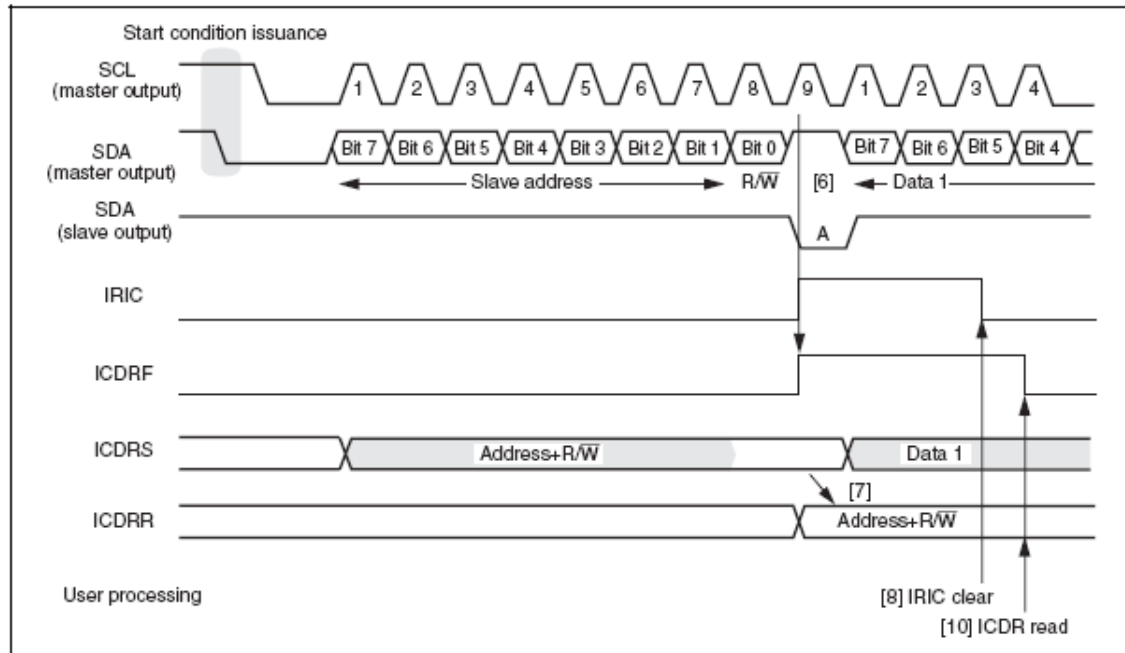 Start condition issuance
SCL
(master output)
1 2 3 4 5 6 7 8 9 1 2 3 4
SDA
(master output)
Bit 7 Bit 6 Bit 5 Bit 4 Bit 3 Bit 2 Bit 1 Bit 0 Bit 7 Bit 6 Bit 5 Bit 4
Slave address R/W̅ [6] Data 1
SDA
(slave output)
A
IRIC
ICDRF
ICDRS Address+R/W̅ Data 1
[7]
ICDRR Address+R/W̅
User processing
[8] IRIC clear
[10] ICDR read